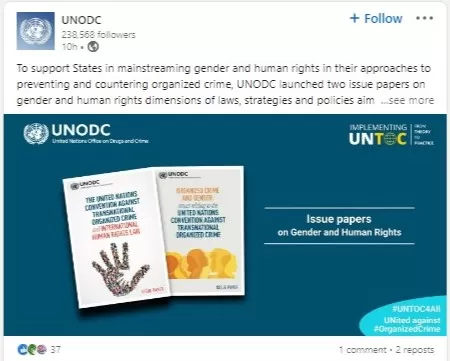 UNODC
+ Follow
238,568 followers
10h •
To support States in mainstreaming gender and human rights in their approaches to
preventing and countering organized crime, UNODC launched two issue papers on
gender and human rights dimensions of laws, strategies and policies aim ...see more
UNODC
United Nations Office on Drugs and Crime
IMPLEMENTING
UNTOC
FROM
THEORY
TO
PRACTICE
UNODC
THE UNITED NATIONS
CONVENTION AGAINST
TRANSNATIONAL
ORGANIZED CRIME
AND INTERNATIONAL
HUMAN RIGHTS LAW
ISSUE PAPER
UNODC
ORGANIZED CRIME
AND GENDER:
UNITED NATIONS
CONVENTION AGAINST
TRANSNATIONAL
ORGANIZED CRIME
ISSUE PAPER
Issue papers
on Gender and Human Rights
#UNTOC4All
UNited against
#OrganizedCrime
37
1 comment • 2 reposts